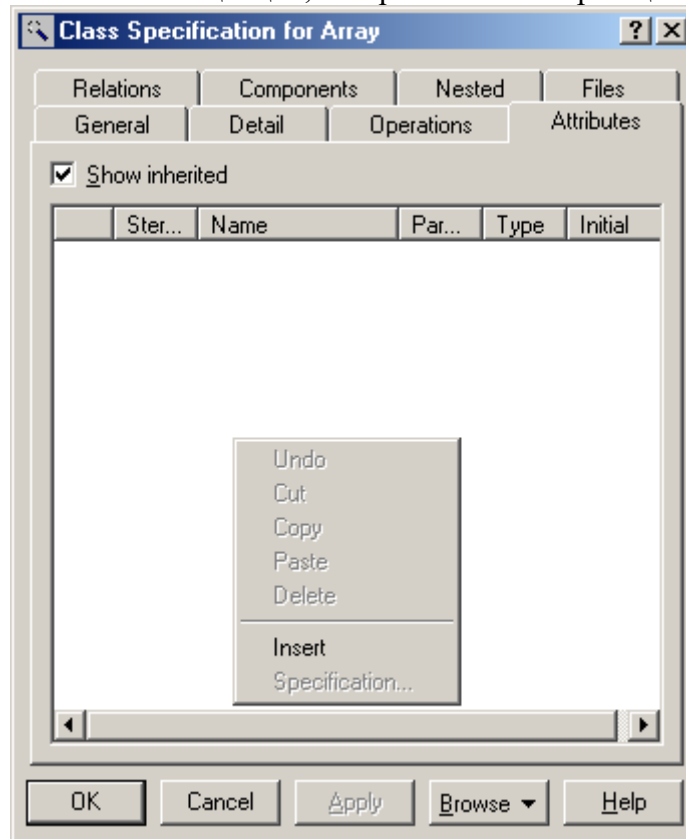 Class Specification for Array
Relations Components Nested Files
General Detail Operations Attributes
Show inherited
Ster... Name Par... Type Initial
Undo
Cut
Copy
Paste
Delete
Insert
Specification...
OK Cancel Apply Browse Help